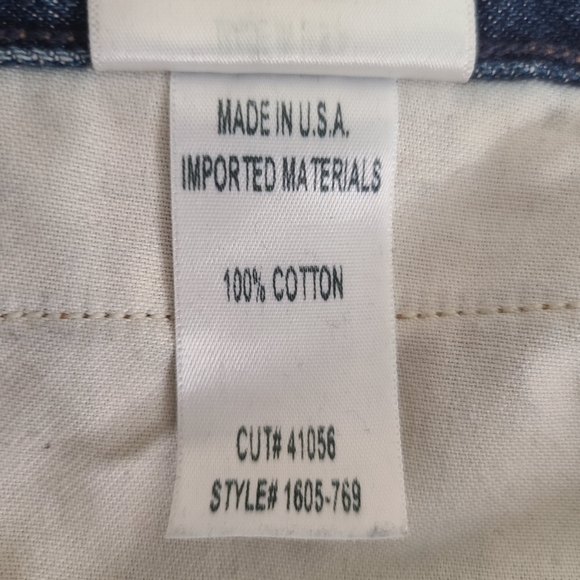 MADE IN U.S.A.
IMPORTED MATERIALS
100% COTTON
CUT# 41056
STYLE# 1605-769